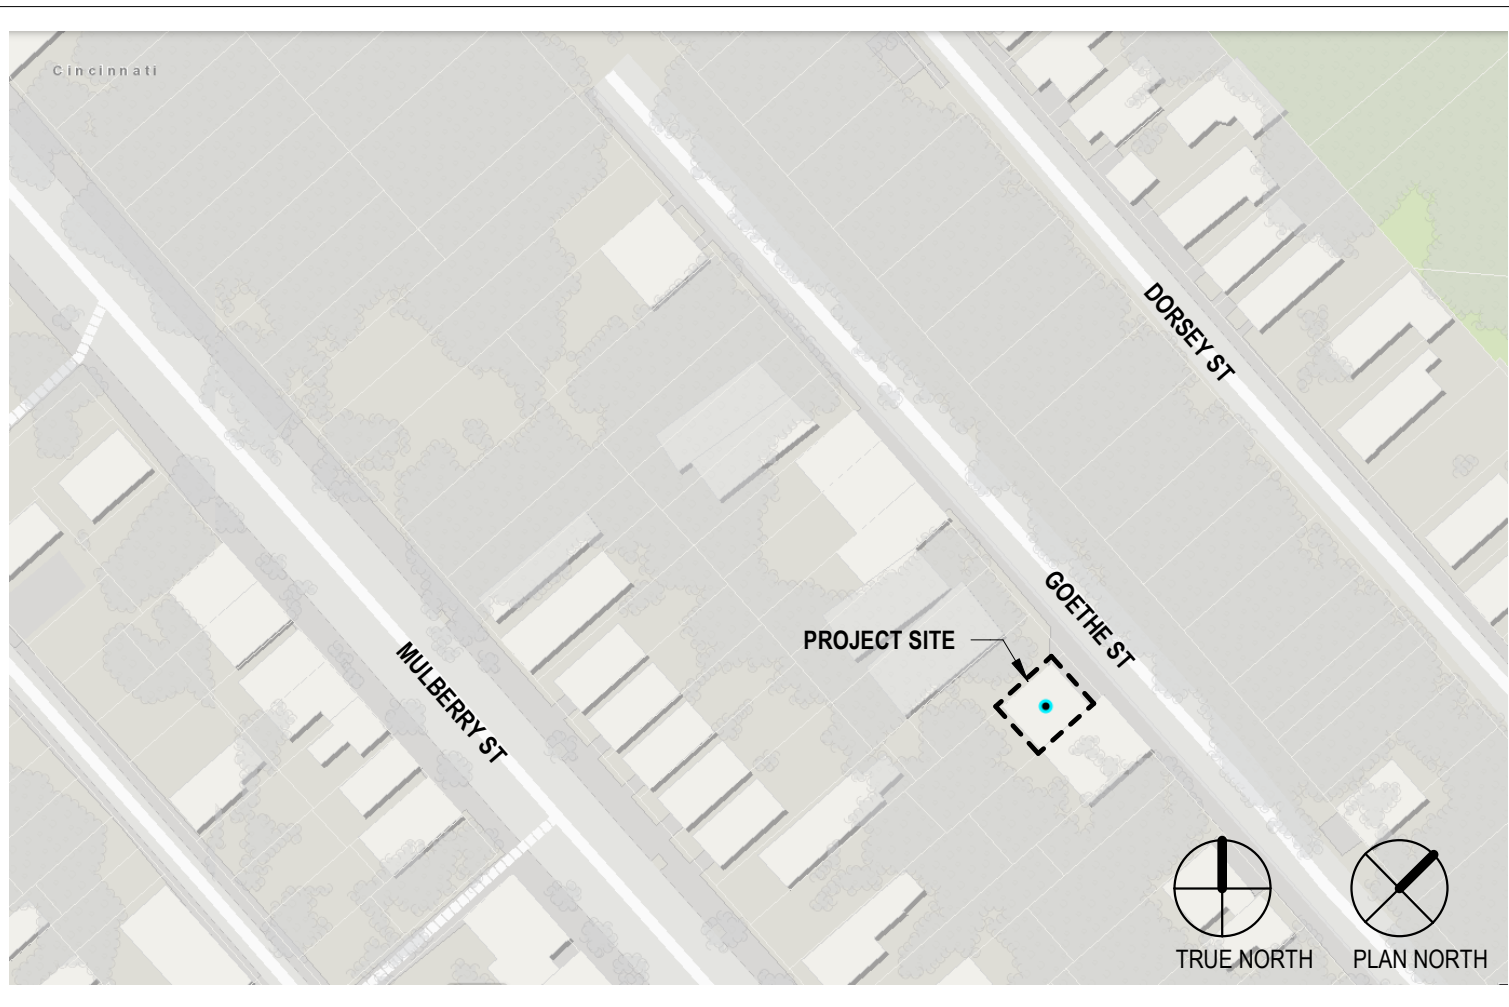 Cincinnati
DORSEY ST
GOETHE ST
PROJECT SITE
MULBERRY ST
TRUE NORTH
PLAN NORTH